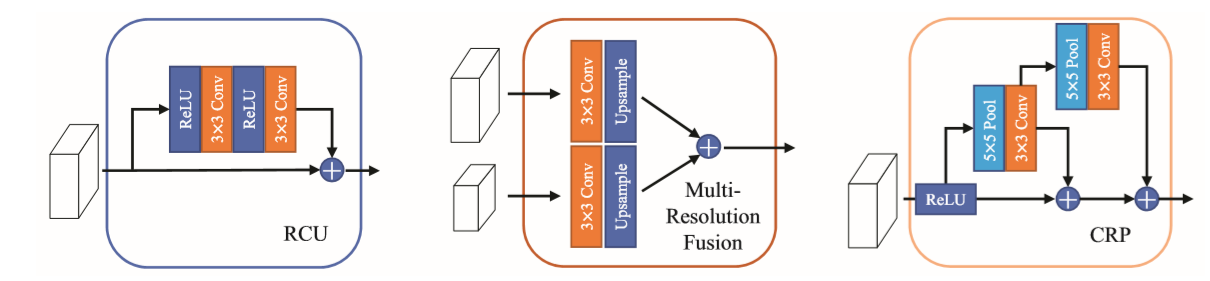 ReLU
3×3 Conv
ReLU
3×3 Conv
RCU
3×3 Conv
Upsample
3×3 Conv
Upsample
Multi-
Resolution
Fusion
5×5 Pool
3×3 Conv
5×5 Pool
3×3 Conv
ReLU
CRP